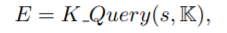 E = K_Query(s, 𝕂),